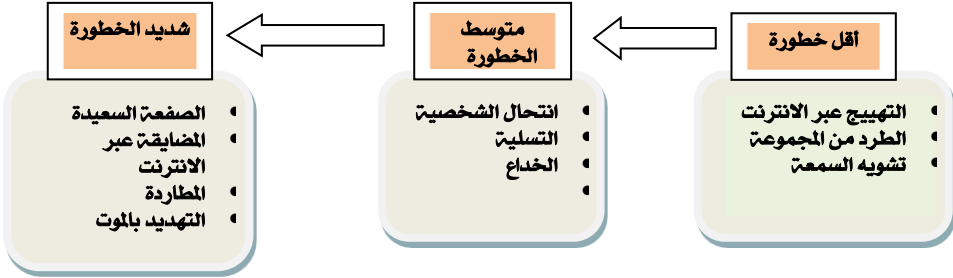 أقل خطورة
التهييج عبر الانترنت
الطرد من المجموعة
تشويه السمعة
متوسط
الخطورة
انتحال الشخصية
التسلية
الخداع
شديد الخطورة
الصفعة السعيدة
المضايقة عبر
الانترنت
المطاردة
التهديد بالموت